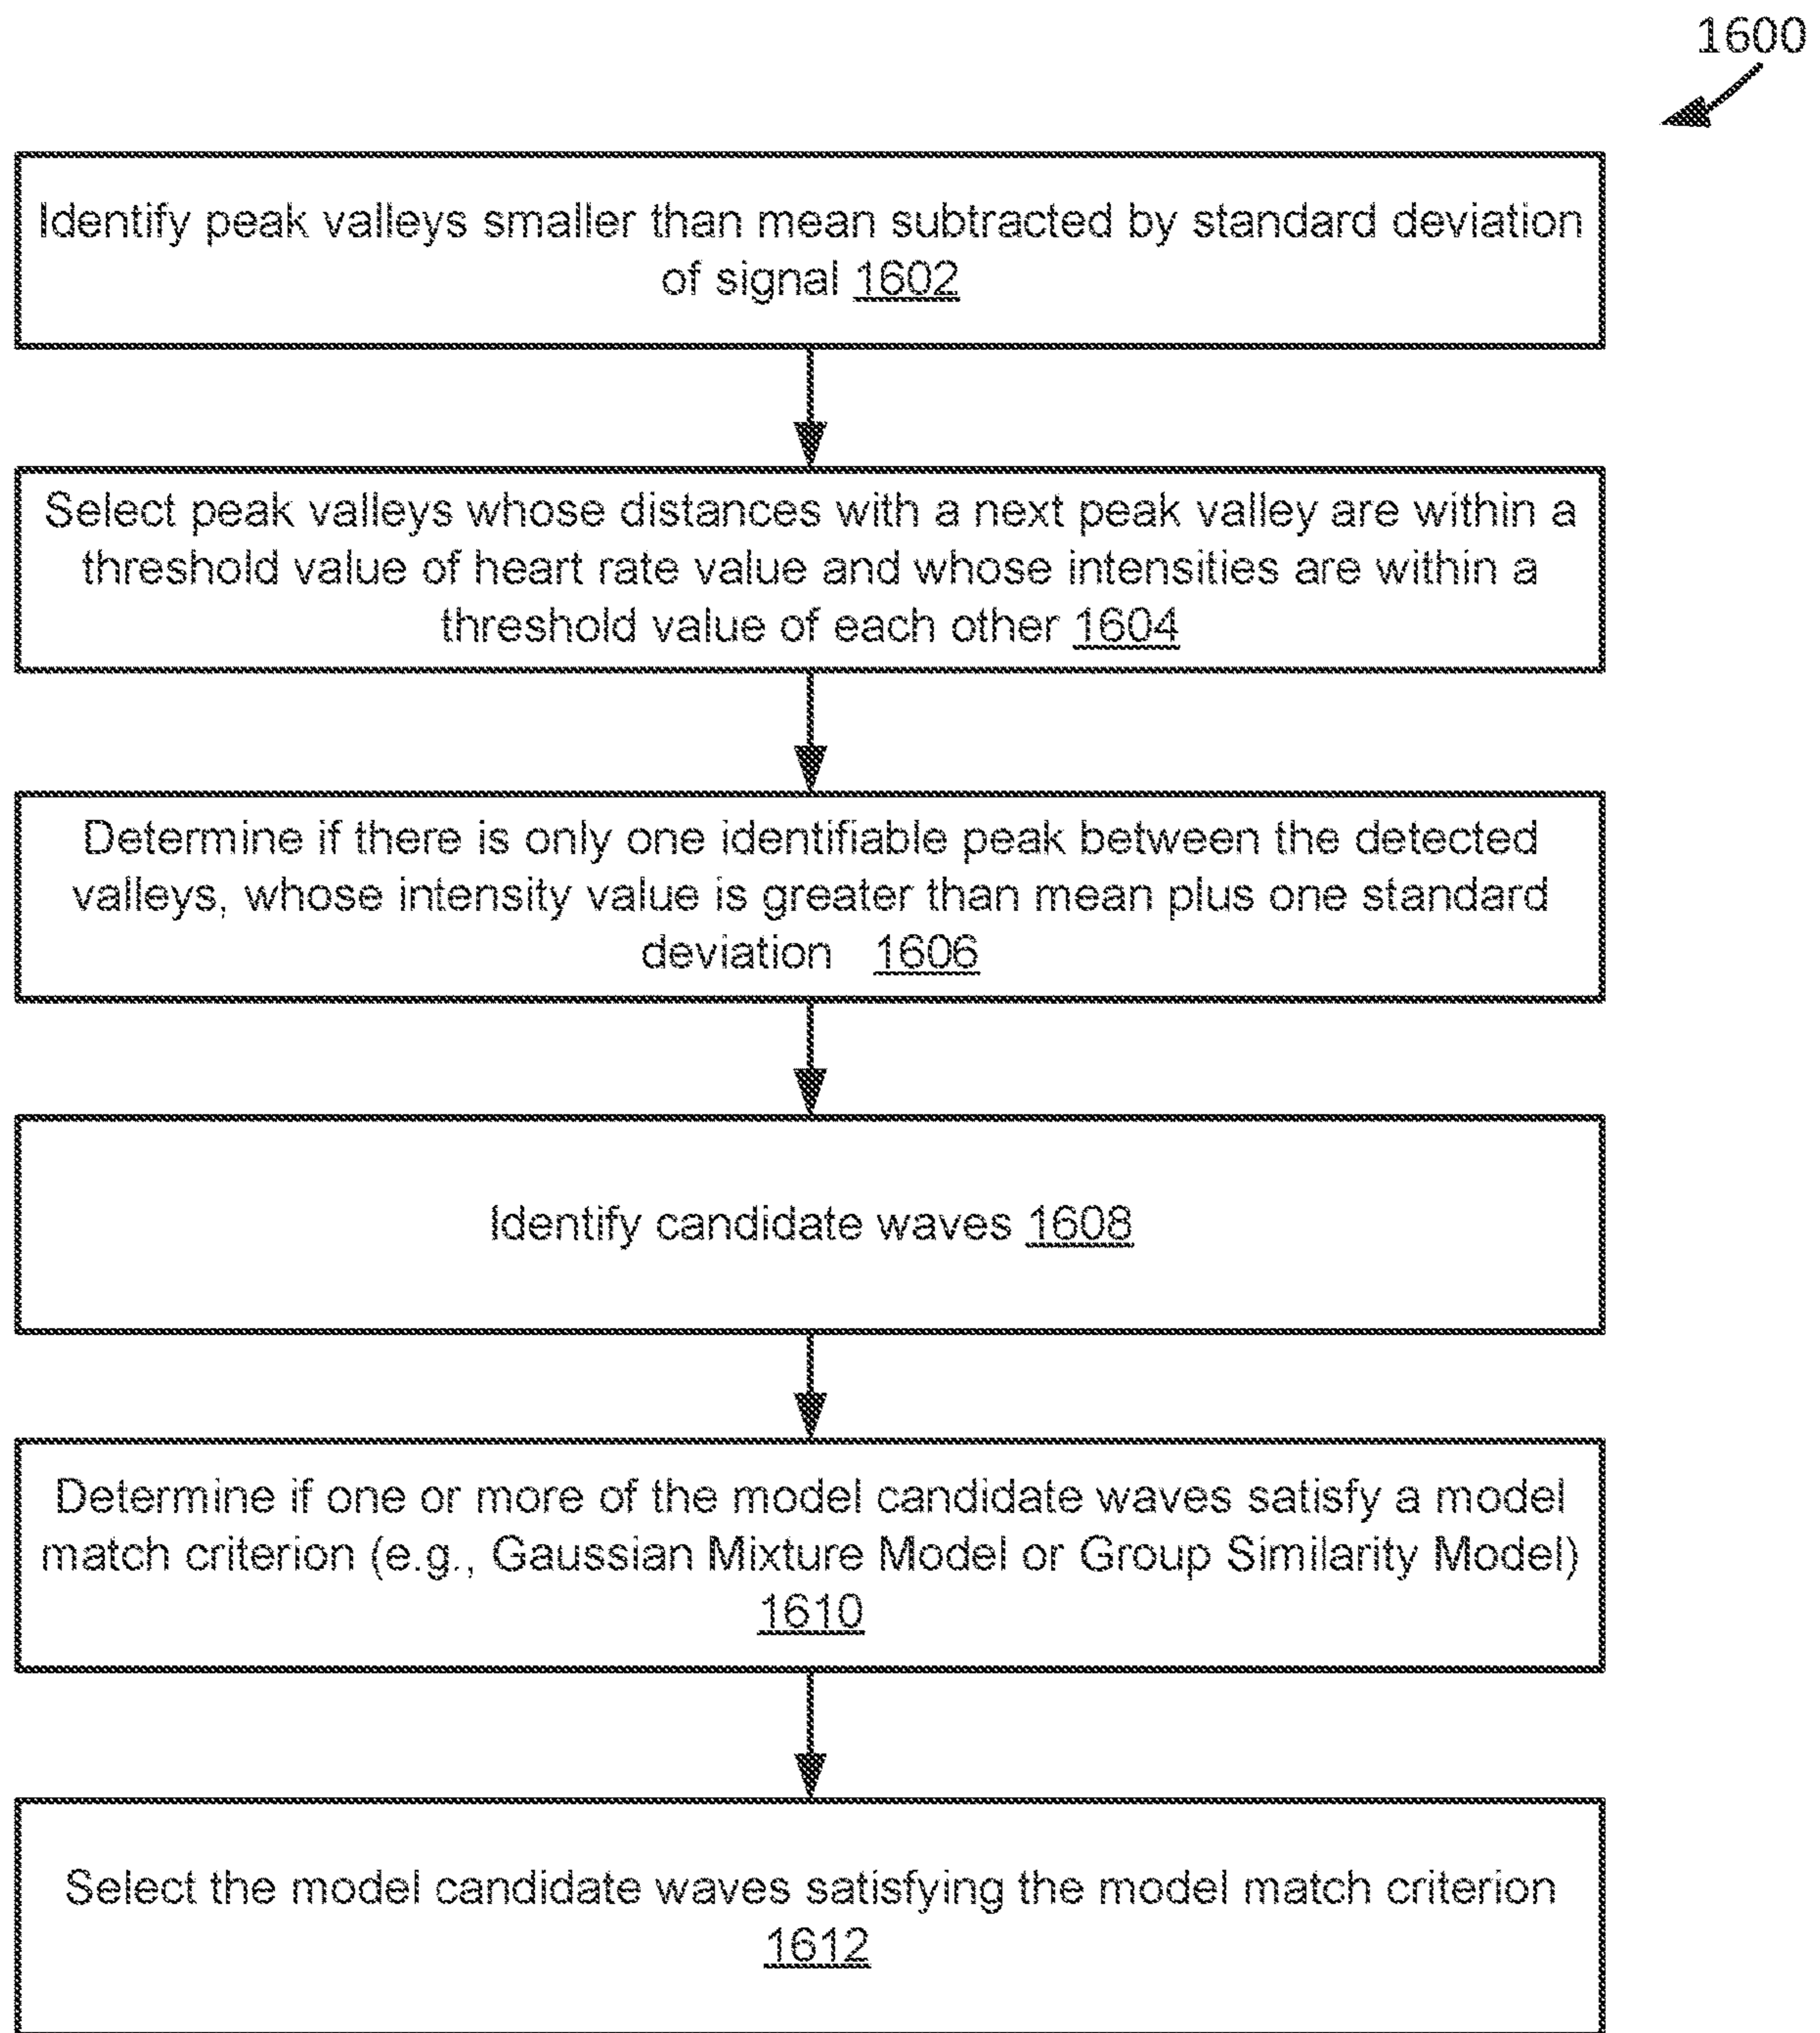 1600
Identify peak valleys smaller than mean subtracted by standard deviation
of signal 1602
Select peak valleys whose distances with a next peak valley are within a
threshold value of heart rate value and whose intensities are within a
threshold value of each other 1604
Determine if there is only one identifiable peak between the detected
valleys, whose intensity value is greater than mean plus one standard
deviation 1606
Identify candidate waves 1608
Determine if one or more of the model candidate waves satisfy a model
match criterion (e.g., Gaussian Mixture Model or Group Similarity Model)
1610
Select the model candidate waves satisfying the model match criterion
1612